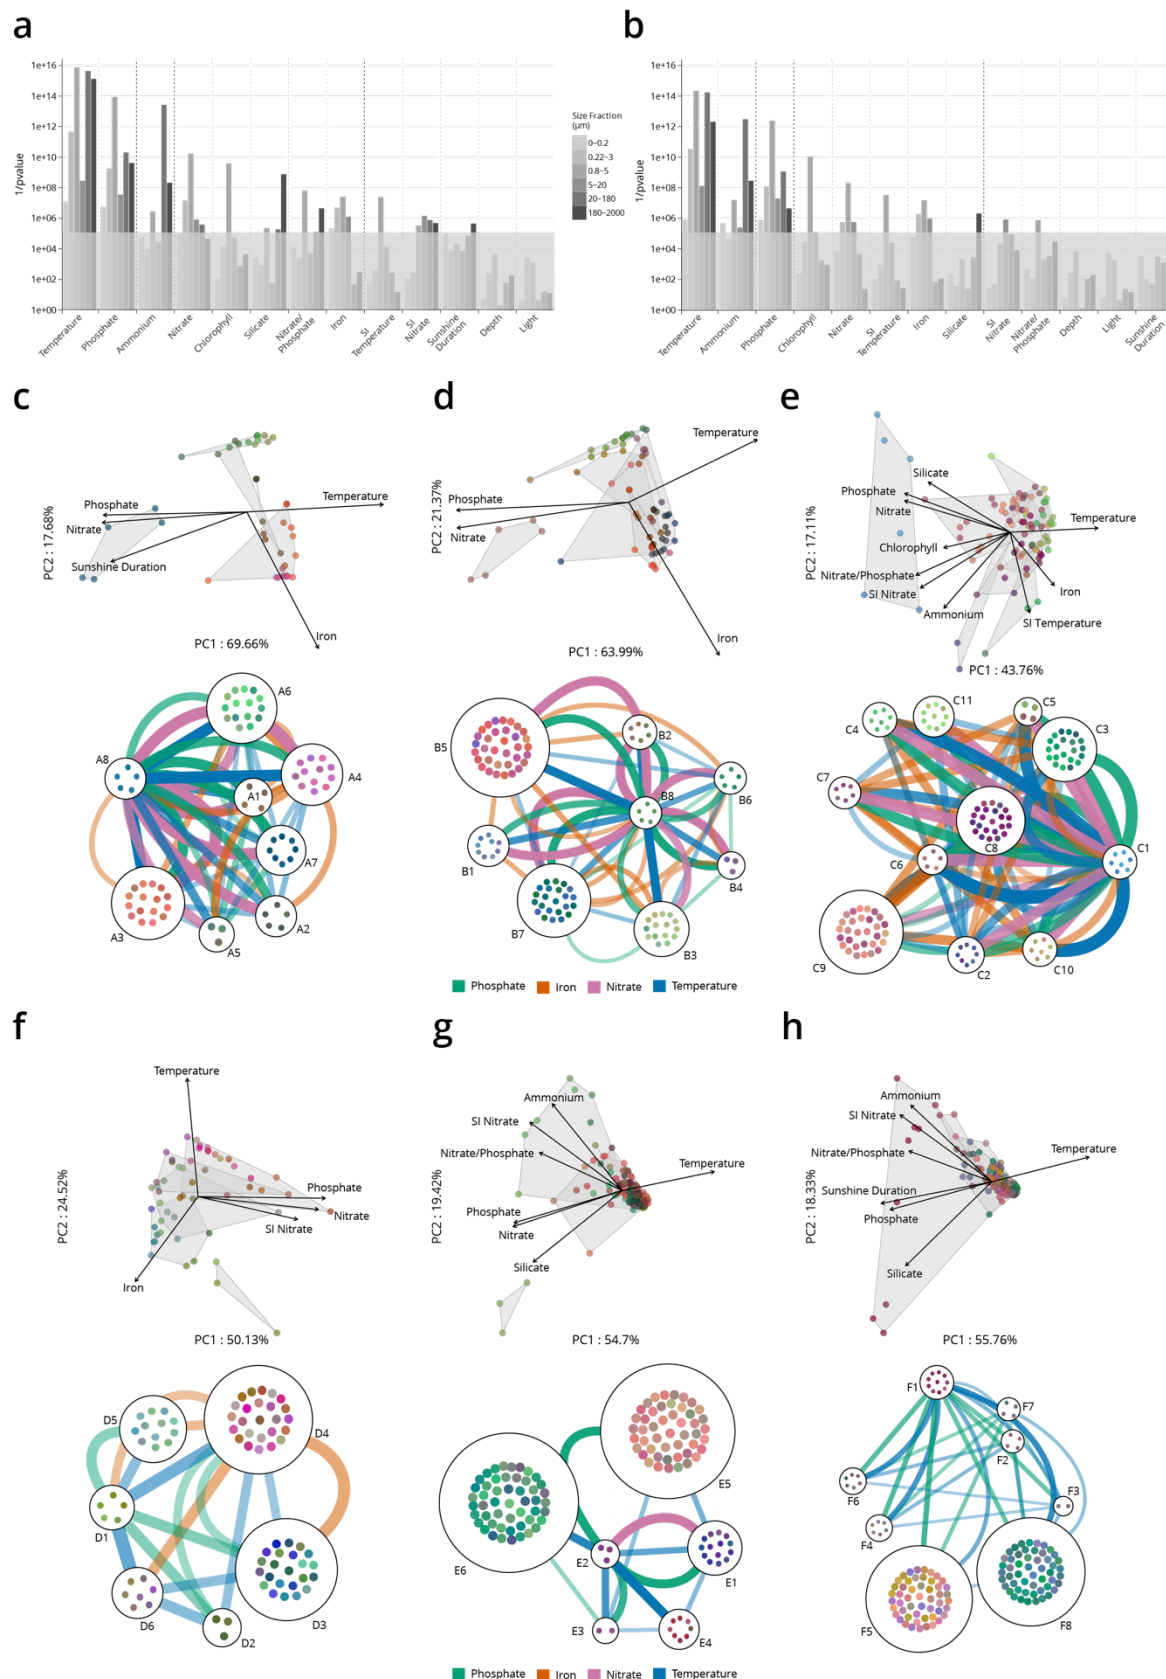 a
b
1e+16
1e+14
1e+12
1e+10
1e+08
1e+06
1e+04
1e+02
1e+00
1/pvalue
Temperature
Phosphate
Ammonium
Nitrate
Chlorophyll
Silicate
Nitrate/
Phosphate
Iron
SI
Temperature
SI
Nitrate
Sunshine
Duration
Depth
Light
Size Fraction
(µm)
0–0.2
0.22–3
0.8–5
5–20
20–180
180–2000
1e+16
1e+14
1e+12
1e+10
1e+08
1e+06
1e+04
1e+02
1e+00
1/pvalue
Temperature
Ammonium
Phosphate
Chlorophyll
Nitrate
SI
Temperature
Iron
Silicate
SI
Nitrate
Nitrate/
Phosphate
Depth
Light
Sunshine
Duration
c
PC2 : 17.68%
Phosphate
Nitrate
Sunshine Duration
Temperature
Iron
PC1 : 69.66%
A6
A8
A4
A1
A7
A3
A5
A2
d
PC2 : 21.37%
Temperature
Phosphate
Nitrate
Iron
PC1 : 63.99%
B5
B2
B6
B8
B1
B4
B7
B3
e
PC2 : 17.11%
Silicate
Phosphate
Nitrate
Temperature
Chlorophyll
Nitrate/Phosphate
SI Nitrate
Iron
Ammonium
SI Temperature
PC1 : 43.76%
C11
C5
C4
C3
C7
C8
C6
C1
C9
C2
C10
Phosphate
Iron
Nitrate
Temperature
f
PC2 : 24.52%
Temperature
Phosphate
Nitrate
SI Nitrate
Iron
PC1 : 50.13%
D5
D4
D1
D6
D2
D3
g
PC2 : 19.42%
Ammonium
SI Nitrate
Nitrate/Phosphate
Temperature
Phosphate
Nitrate
Silicate
PC1 : 54.7%
E5
E6
E2
E1
E3
E4
h
PC2 : 18.33%
Ammonium
SI Nitrate
Nitrate/Phosphate
Temperature
Sunshine Duration
Phosphate
Silicate
PC1 : 55.76%
F1
F7
F2
F6
F3
F4
F5
F8
Phosphate
Iron
Nitrate
Temperature